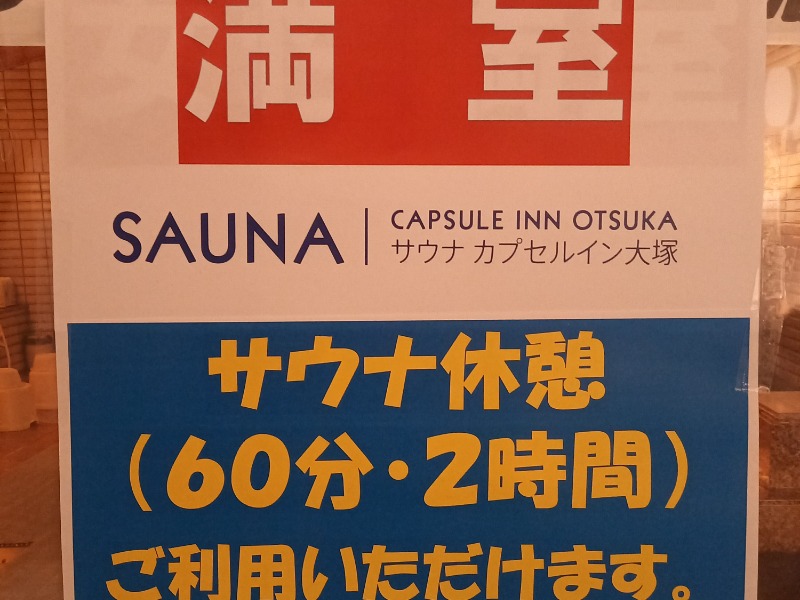 満室
SAUNA
CAPSULE INN OTSUKA
サウナ カプセルイン大塚
サウナ休憩
(60分・2時間)
ご利用いただけます。